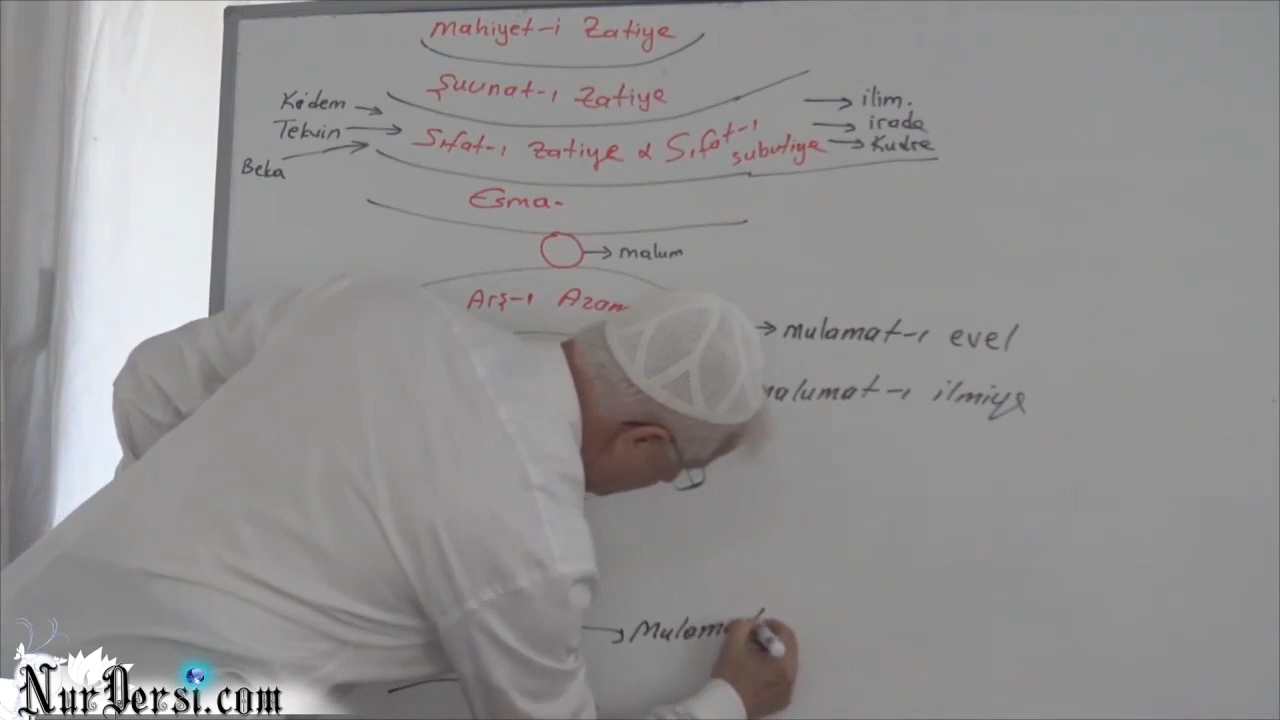 Mahiyet-i Zatiye
Şuunat-ı Zatiye
Kıdem → → ilim.
Tekvin → Sıfat-ı Zatiye & Sıfat-ı subutiye → irade
Beka → Kudre
Esma-
→ malum
Arş-ı Azam
→ mulamat-ı evel
malumat-ı ilmiye
→ Mulama
NurDersi.com